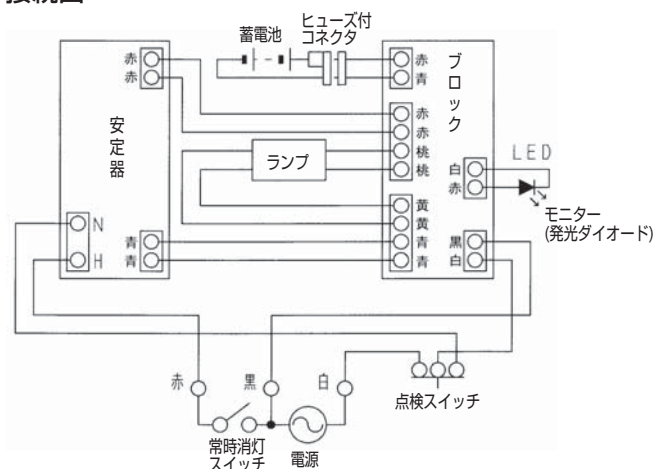 蓄電池
ヒューズ付
コネクタ
赤
赤
安定器
N
H
青
青
ランプ
赤
青
ブロック
赤
赤
桃
桃
黄
黄
青
青
白
赤
黒
白
LED
モニター
(発光ダイオード)
赤
黒
白
常時消灯
スイッチ
電源
点検スイッチ